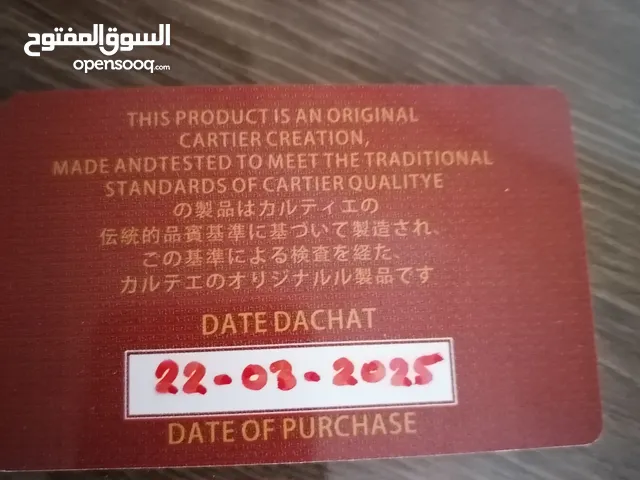 السوق المفتوح
opensooq.com
THIS PRODUCT IS AN ORIGINAL
CARTIER CREATION,
MADE ANDTESTED TO MEET THE TRADITIONAL
STANDARDS OF CARTIER QUALITYE
の製品はカルティエの
伝統的品賓基準に基づいて製造され、
この基準による検査を経た、
カルテエのオリジナルル製品です
DATE DACHAT
22-03-2025
DATE OF PURCHASE